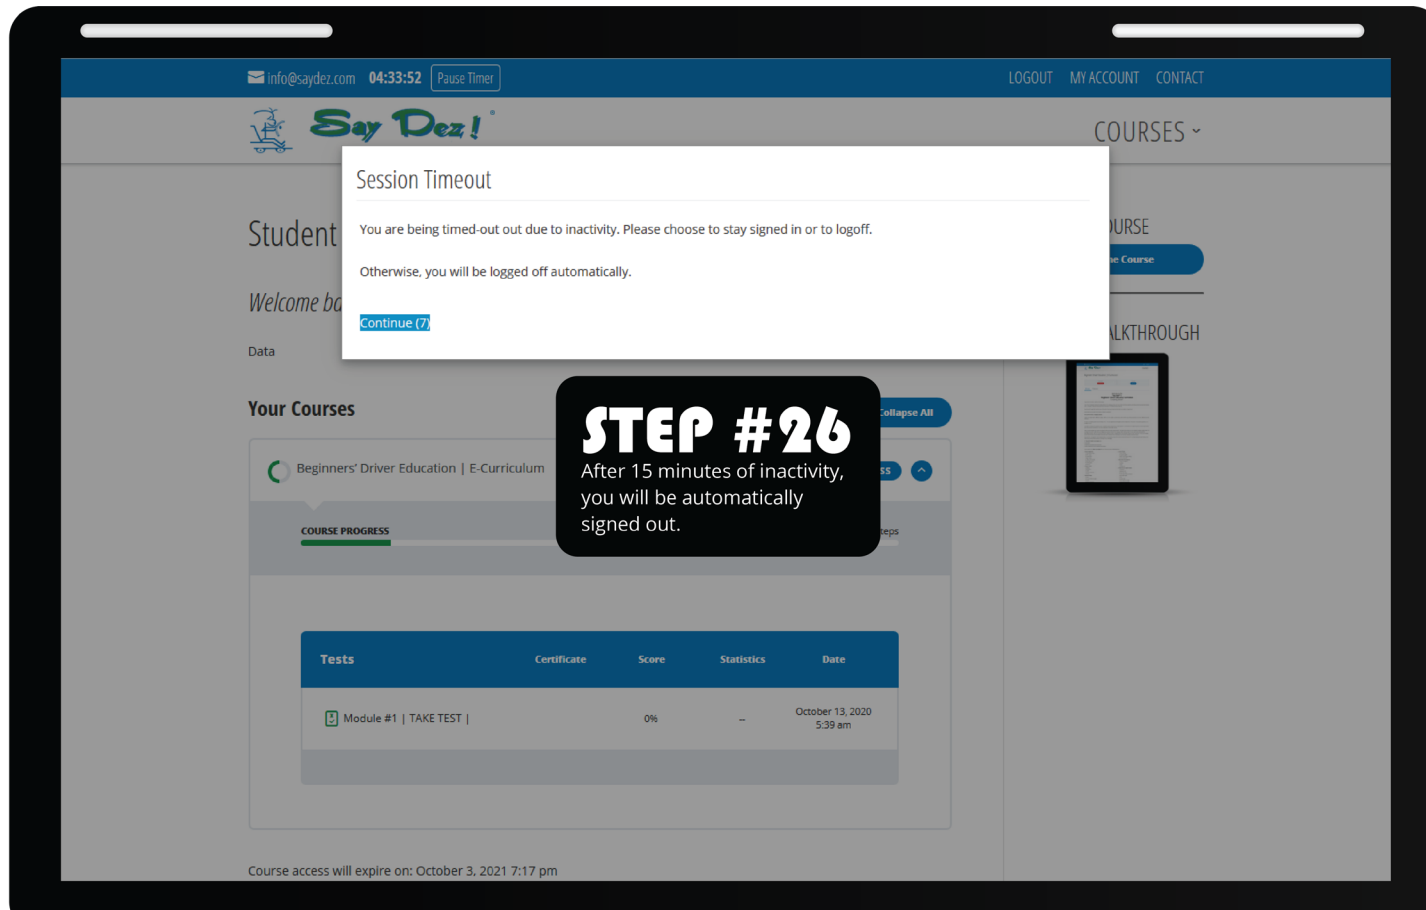 info@saydez.com 04:33:52 Pause Timer
LOGOUT MY ACCOUNT CONTACT
Say Dez!®
COURSES
Session Timeout
You are being timed-out out due to inactivity. Please choose to stay signed in or to logoff.
Otherwise, you will be logged off automatically.
Continue (7)
Student
Welcome
Data
Course
Your Courses
Collapse All
STEP #26
After 15 minutes of inactivity,
you will be automatically
signed out.
Beginners' Driver Education | E-Curriculum
COURSE PROGRESS
Tests Certificate Score Statistics Date
Module #1 | TAKE TEST | 0% -- October 13, 2020
5:39 am
Course access will expire on: October 3, 2021 7:17 pm